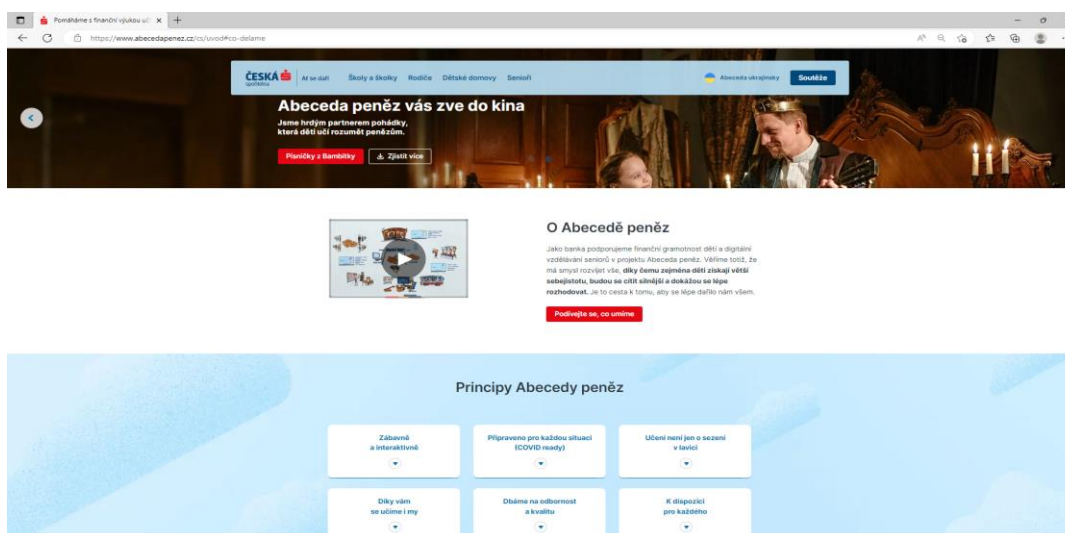 Pomáháme s finanční výukou uč
https://www.abecedapenez.cz/cs/uvod#co-delame
ČESKÁ
spořitelna
Ať se daří
Školy a školky
Rodiče
Dětské domovy
Senioři
Abeceda ukrajinsky
Soutěže
Abeceda peněz vás zve do kina
Jsme hrdým partnerem pohádky,
která děti učí rozumět penězům.
Písničky z Bambitky
Zjistit více
O Abecedě peněz
Jako banka podporujeme finanční gramotnost dětí a digitální
vzdělávání seniorů v projektu Abeceda peněz. Věříme totiž, že
má smysl rozvíjet vše, díky čemu zejména děti získají větší
sebejistotu, budou se cítit silnější a dokážou se lépe
rozhodovat. Je to cesta k tomu, aby se lépe dařilo nám všem.
Podívejte se, co umíme
Principy Abecedy peněz
Zábavně
a interaktivně
Připraveno pro každou situaci
(COVID ready)
Učení není jen o sezení
v lavici
Díky vám
se učíme i my
Dbáme na odbornost
a kvalitu
K dispozici
pro každého